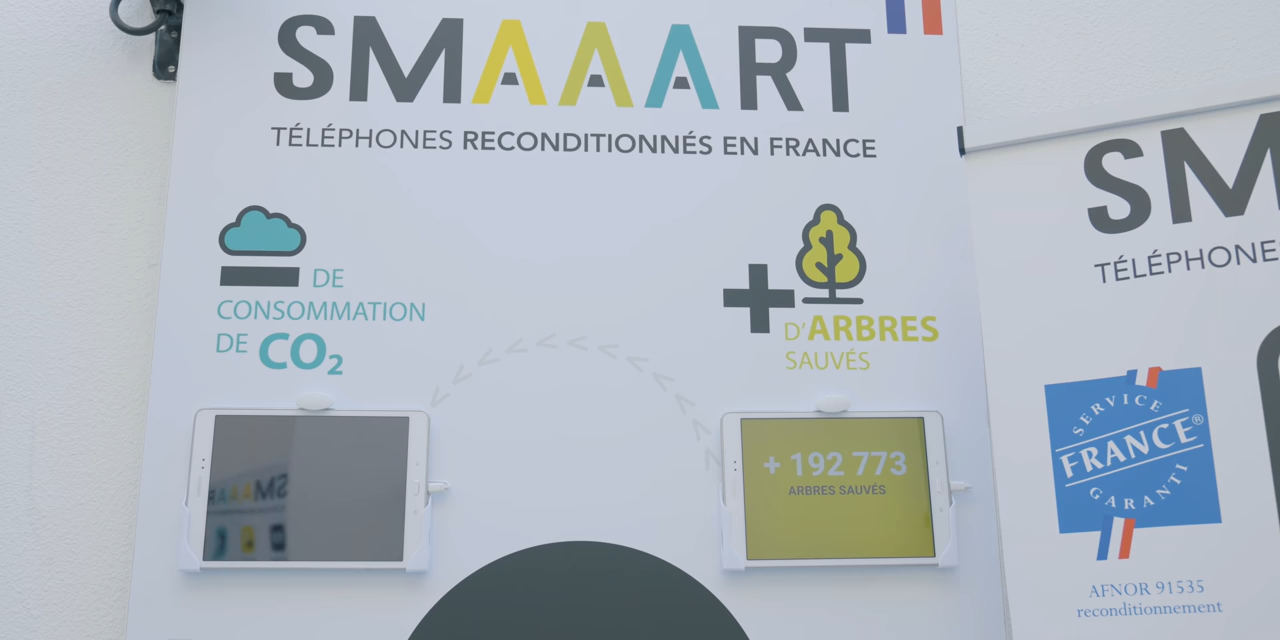 SMAAART
TÉLÉPHONES RECONDITIONNÉS EN FRANCE
DE
CONSOMMATION
DE CO₂
D'ARBRES
SAUVÉS
+ 192 773
ARBRES SAUVÉS
SM
TÉLÉPHONE
SERVICE
FRANCE®
GARANTI
AFNOR 91535
reconditionnement